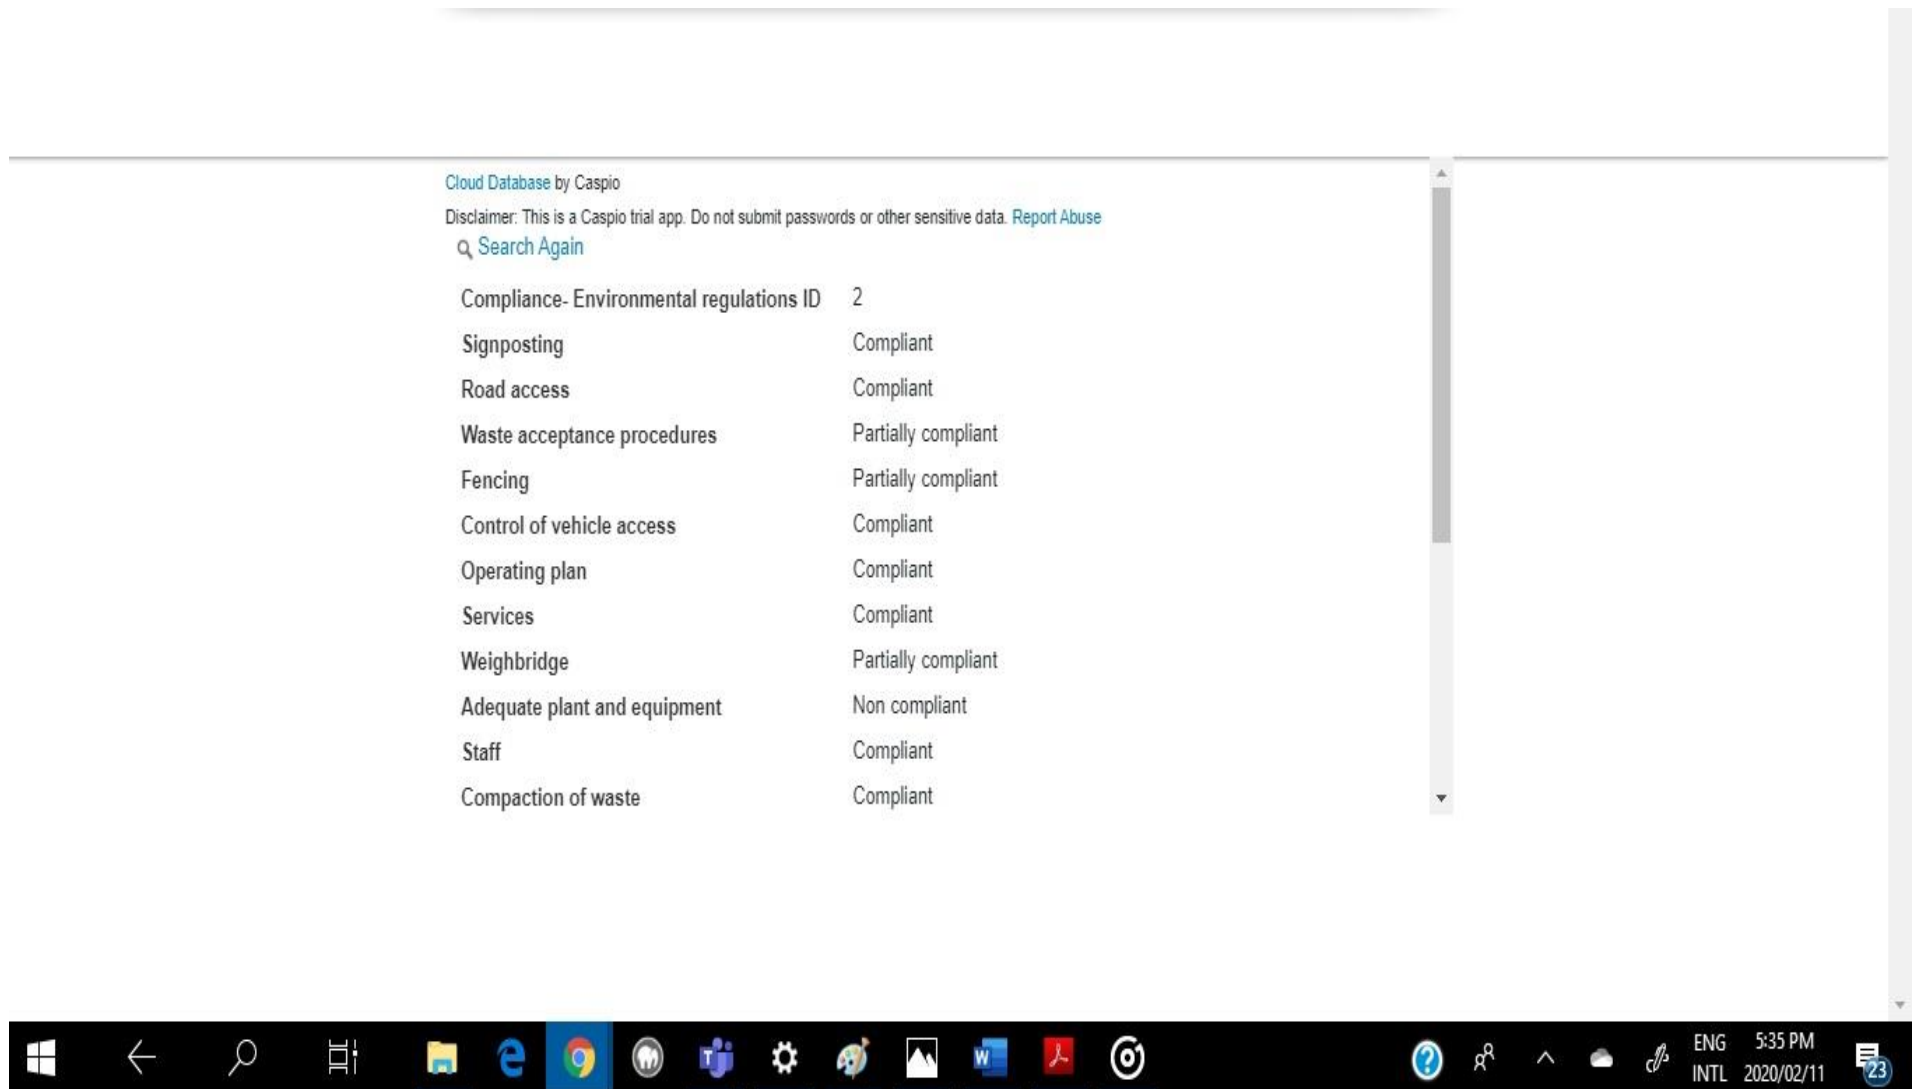 Cloud Database by Caspio
Disclaimer: This is a Caspio trial app. Do not submit passwords or other sensitive data. Report Abuse
Search Again
Compliance- Environmental regulations ID 2
Signposting Compliant
Road access Compliant
Waste acceptance procedures Partially compliant
Fencing Partially compliant
Control of vehicle access Compliant
Operating plan Compliant
Services Compliant
Weighbridge Partially compliant
Adequate plant and equipment Non compliant
Staff Compliant
Compaction of waste Compliant
ENG 5:35 PM
INTL 2020/02/11 23